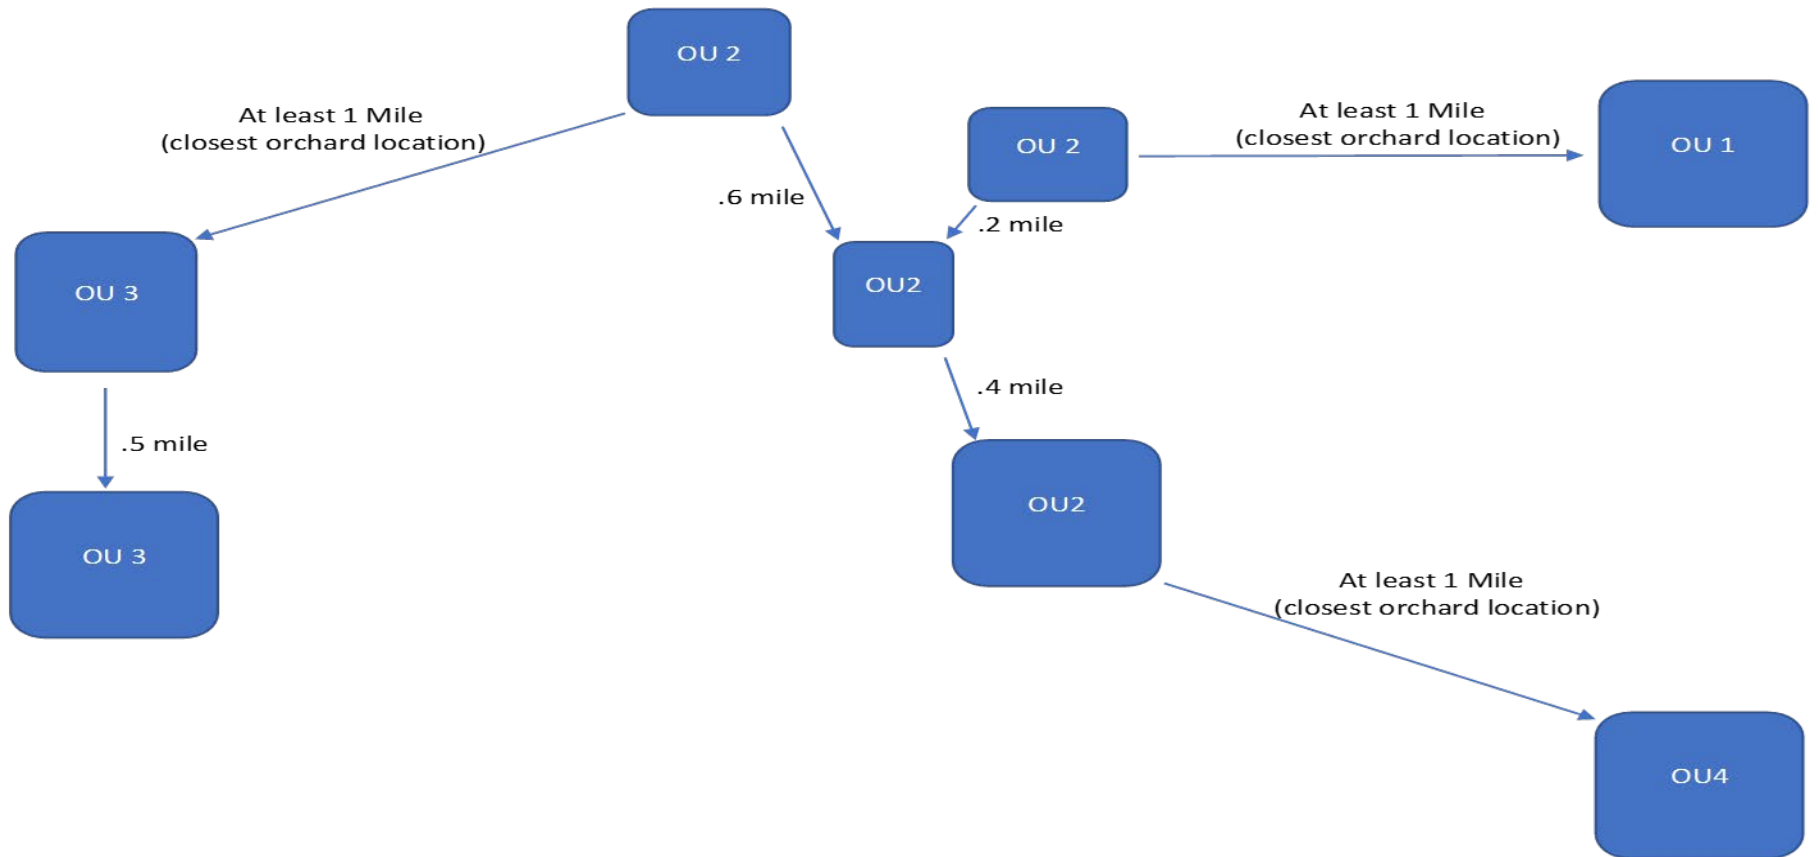 OU 2
At least 1 Mile
(closest orchard location)
OU 2
At least 1 Mile
(closest orchard location)
OU 1
.6 mile
.2 mile
OU 3
OU2
.4 mile
.5 mile
OU2
OU 3
At least 1 Mile
(closest orchard location)
OU4